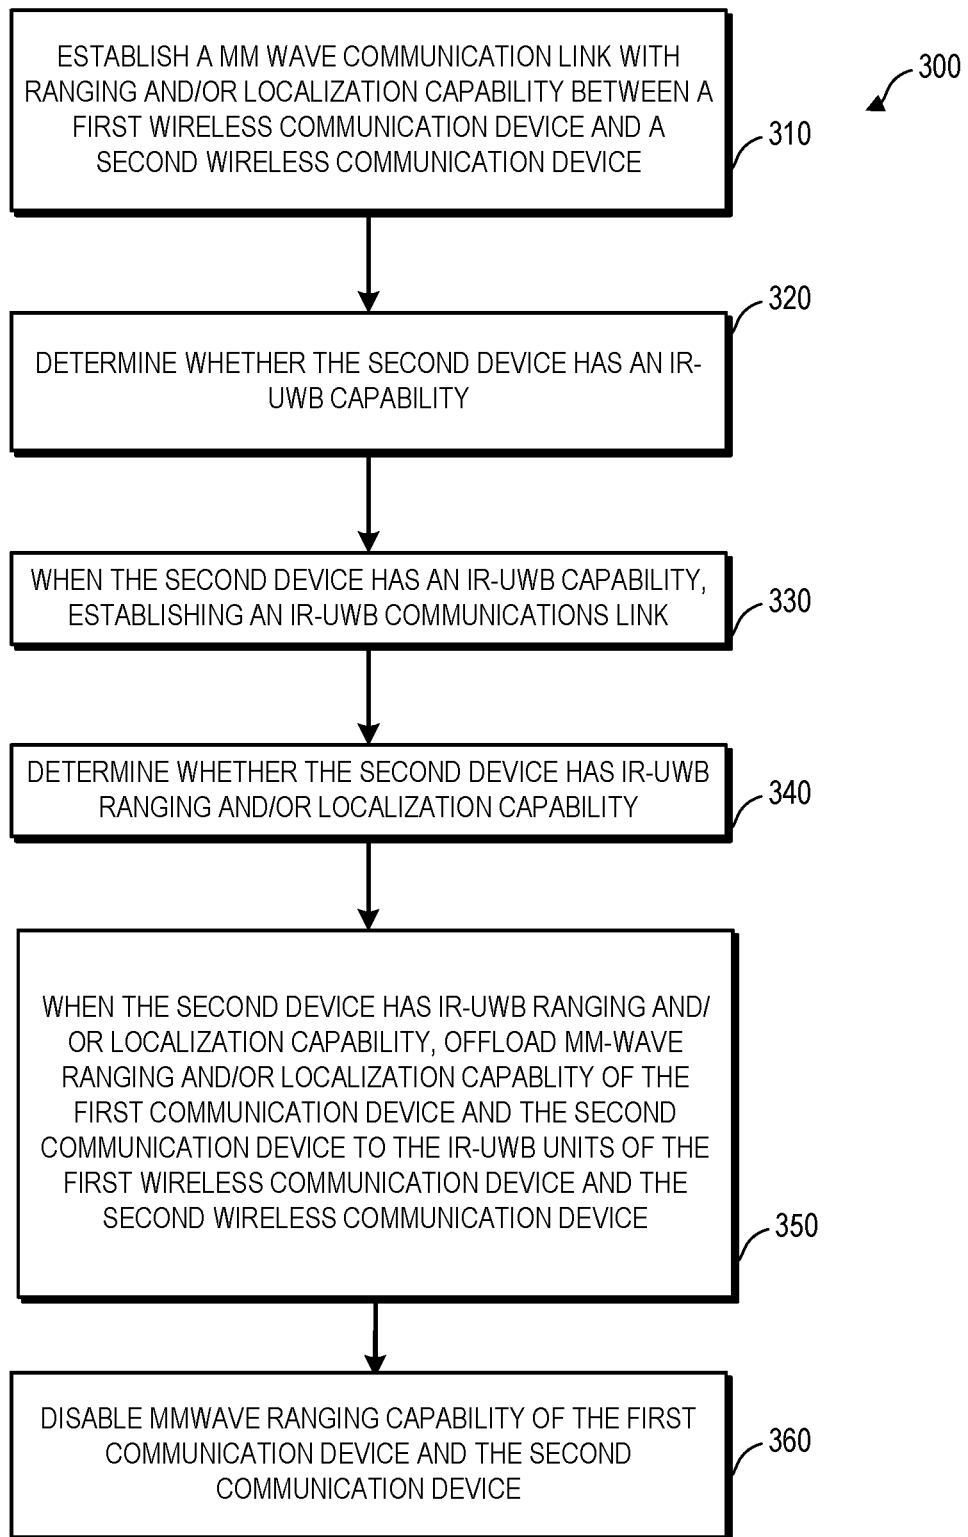 ESTABLISH A MM WAVE COMMUNICATION LINK WITH
RANGING AND/OR LOCALIZATION CAPABILITY BETWEEN A
FIRST WIRELESS COMMUNICATION DEVICE AND A
SECOND WIRELESS COMMUNICATION DEVICE
300
310
320
DETERMINE WHETHER THE SECOND DEVICE HAS AN IR-
UWB CAPABILITY
WHEN THE SECOND DEVICE HAS AN IR-UWB CAPABILITY,
ESTABLISHING AN IR-UWB COMMUNICATIONS LINK
330
DETERMINE WHETHER THE SECOND DEVICE HAS IR-UWB
RANGING AND/OR LOCALIZATION CAPABILITY
340
WHEN THE SECOND DEVICE HAS IR-UWB RANGING AND/
OR LOCALIZATION CAPABILITY, OFFLOAD MM-WAVE
RANGING AND/OR LOCALIZATION CAPABLITY OF THE
FIRST COMMUNICATION DEVICE AND THE SECOND
COMMUNICATION DEVICE TO THE IR-UWB UNITS OF THE
FIRST WIRELESS COMMUNICATION DEVICE AND THE
SECOND WIRELESS COMMUNICATION DEVICE
350
DISABLE MMWAVE RANGING CAPABILITY OF THE FIRST
COMMUNICATION DEVICE AND THE SECOND
COMMUNICATION DEVICE
360